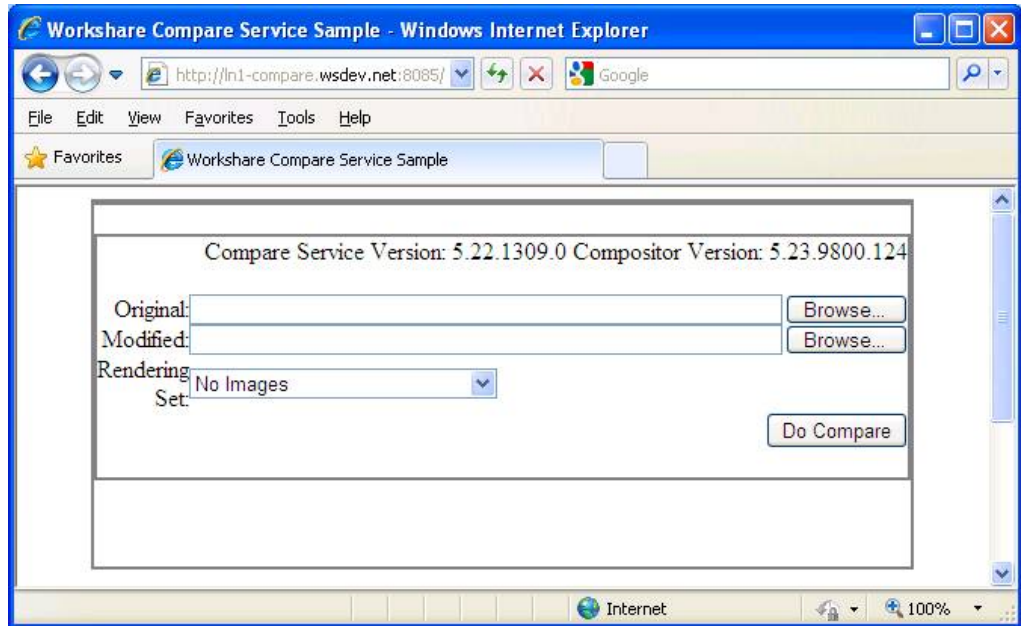 Workshare Compare Service Sample - Windows Internet Explorer
http://ln1-compare.wsdev.net:8085/ Google
File Edit View Favorites Tools Help
Favorites Workshare Compare Service Sample
Compare Service Version: 5.22.1309.0 Compositor Version: 5.23.9800.124
Original: Browse...
Modified: Browse...
Rendering
Set: No Images
Do Compare
Internet 100%